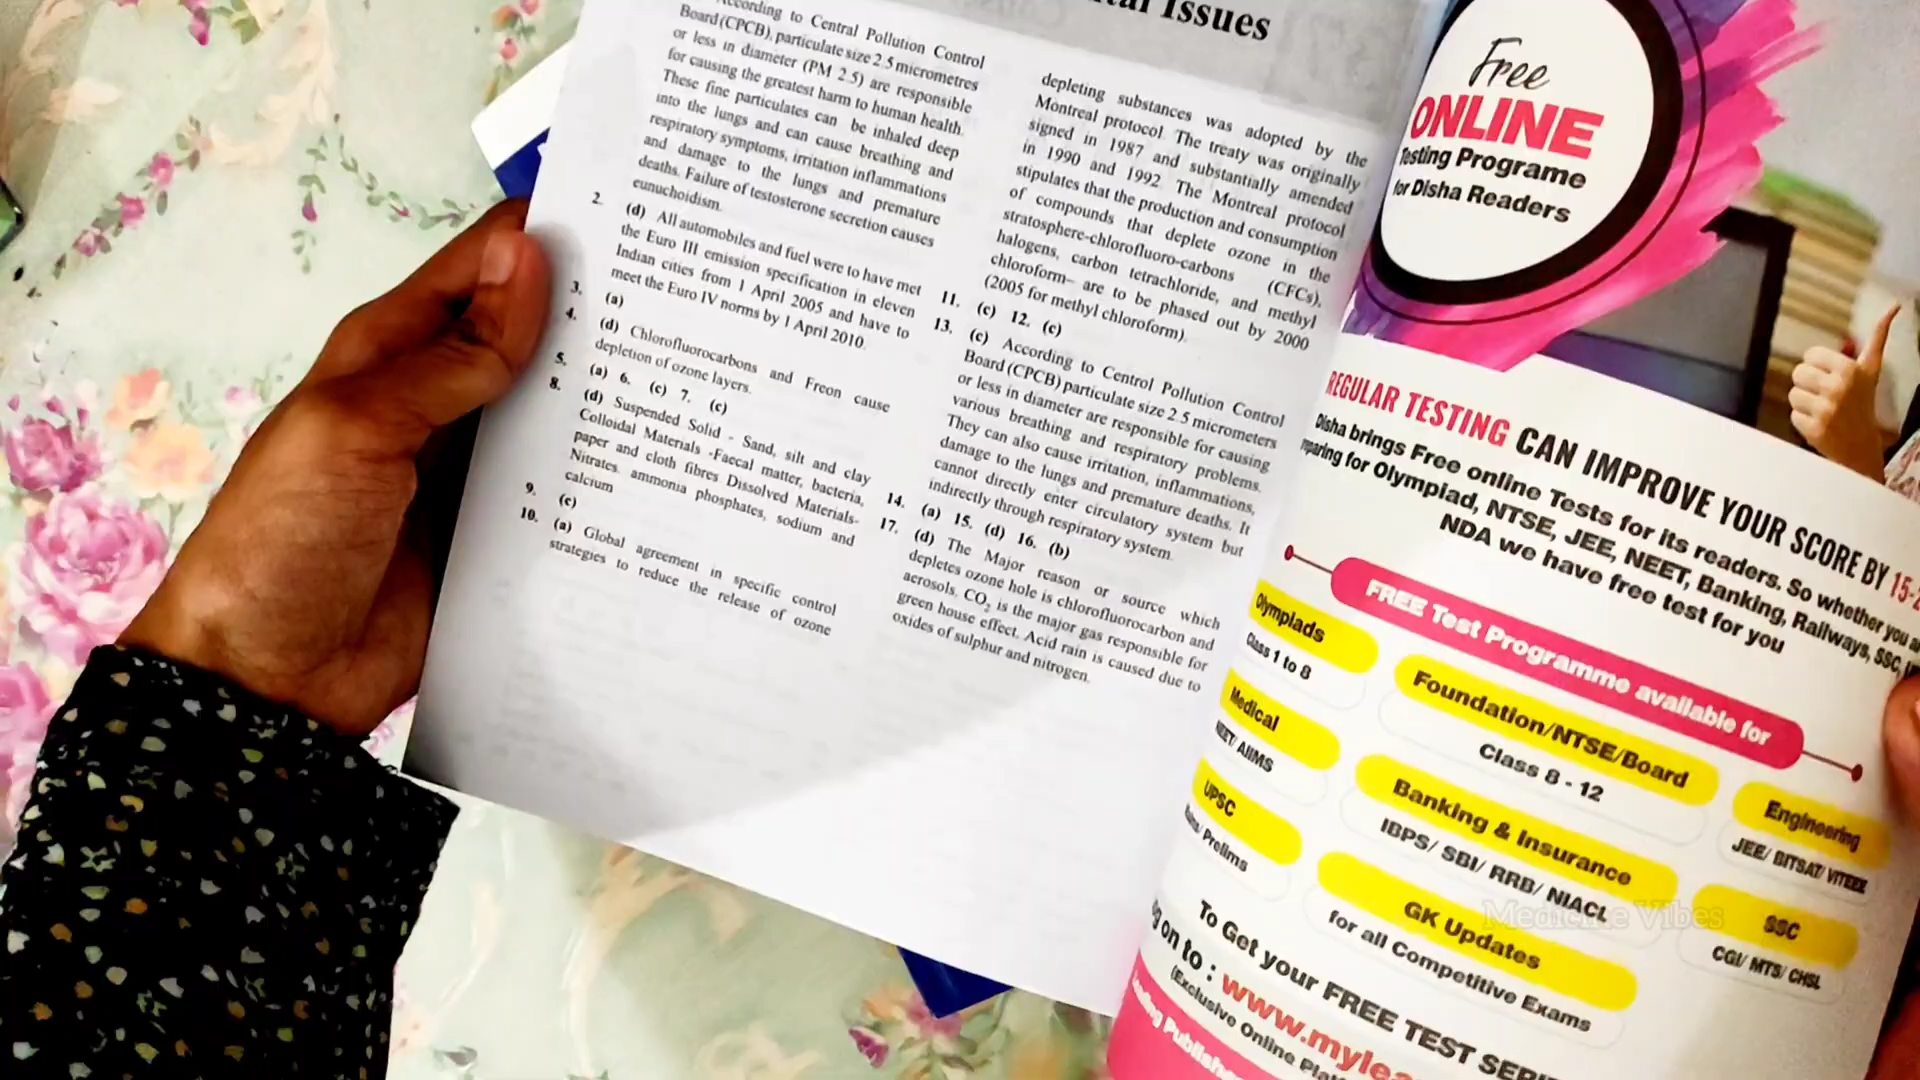 tal Issues
According to Central Pollution Control
Board (CPCB), particulate size 2.5 micrometres
or less in diameter (PM 2.5) are responsible
for causing the greatest harm to human health.
These fine particulates can be inhaled deep
into the lungs and can cause breathing and
respiratory symptoms, irritation inflammations
and damage to the lungs and premature
deaths. Failure of testosterone secretion causes
eunuchoidism.
2. (d) All automobiles and fuel were to have met
the Euro III emission specification in eleven
Indian cities from 1 April 2005 and have to
meet the Euro IV norms by 1 April 2010.
3. (a)
4. (d) Chlorofluorocarbons and Freon cause
depletion of ozone layers.
5. (a) 6. (c) 7. (c)
8. (d) Suspended Solid - Sand, silt and clay
Colloidal Materials -Faecal matter, bacteria,
paper and cloth fibres Dissolved Materials-
Nitrates, ammonia phosphates, sodium and
calcium
9. (c)
10. (a) Global agreement in specific control
strategies to reduce the release of ozone
depleting substances was adopted by the
Montreal protocol. The treaty was originally
signed in 1987 and substantially amended
in 1990 and 1992. The Montreal protocol
stipulates that the production and consumption
of compounds that deplete ozone in the
stratosphere-chlorofluoro-carbons (CFCs),
halogens, carbon tetrachloride, and methyl
chloroform– are to be phased out by 2000
(2005 for methyl chloroform).
11. (c) 12. (c)
13. (c) According to Central Pollution Control
Board (CPCB) particulate size 2.5 micrometers
or less in diameter are responsible for causing
various breathing and respiratory problems.
They can also cause irritation, inflammations,
damage to the lungs and premature deaths. It
cannot directly enter circulatory system but
indirectly through respiratory system.
14. (a) 15. (d) 16. (b)
17. (d) The Major reason or source which
depletes ozone hole is chlorofluorocarbon and
aerosols. CO₂ is the major gas responsible for
green house effect. Acid rain is caused due to
oxides of sulphur and nitrogen.
Free
ONLINE
Testing Programe
for Disha Readers
REGULAR TESTING CAN IMPROVE YOUR SCORE BY 15-
Disha brings Free online Tests for its readers. So whether you
preparing for Olympiad, NTSE, JEE, NEET, Banking, Railways, SSC,
NDA we have free test for you
FREE Test Programme available for
Olympiads
Class 1 to 8
Foundation/NTSE/Board
Class 8 - 12
Engineering
JEE/ BITSAT/ VITEEE
Medical
NEET/ AIIMS
Banking & Insurance
IBPS/ SBI/ RRB/ NIACL
SSC
CGl/ MTS/ CHSL
UPSC
Prelims
GK Updates
for all Competitive Exams
To Get your FREE TEST SERI
on to : www.mylea
(Exclusive Online Plat
Publishe
Medicine Vibes